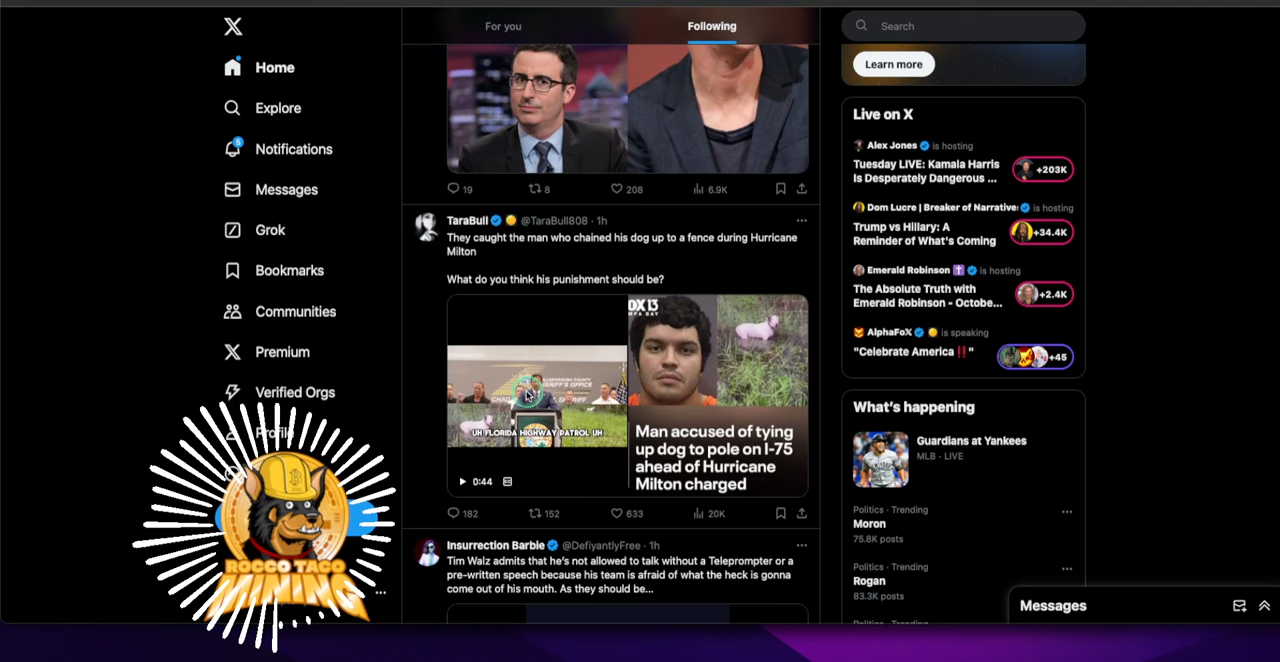 For you
Following
Search
Home
Explore
5
Notifications
Messages
Grok
Bookmarks
Communities
Premium
Verified Orgs
Profile
ROCCO TACO
MINING
19
8
208
6.9K
TaraBull @TaraBull808 · 1h
They caught the man who chained his dog up to a fence during Hurricane
Milton
What do you think his punishment should be?
UH FLORIDA HIGHWAY PATROL UH
0:44
OX 13
MPA BAY
Man accused of tying
up dog to pole on I-75
ahead of Hurricane
Milton charged
182
152
633
20K
Insurrection Barbie @DefiyantlyFree · 1h
Tim Walz admits that he's not allowed to talk without a Teleprompter or a
pre-written speech because his team is afraid of what the heck is gonna
come out of his mouth. As they should be...
Learn more
Live on X
Alex Jones is hosting
Tuesday LIVE: Kamala Harris
Is Desperately Dangerous ...
+203K
Dom Lucre | Breaker of Narratives is hosting
Trump vs Hillary: A
Reminder of What's Coming
+34.4K
Emerald Robinson is hosting
The Absolute Truth with
Emerald Robinson - Octobe...
+2.4K
AlphaFoX is speaking
"Celebrate America ‼️"
+45
What's happening
Guardians at Yankees
MLB · LIVE
Politics · Trending
Moron
75.8K posts
Politics · Trending
Rogan
83.3K posts
Messages